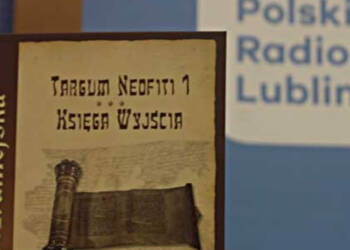 Targum Neofiti 1
Księga Wyjścia
Polski
Radio
Lublin